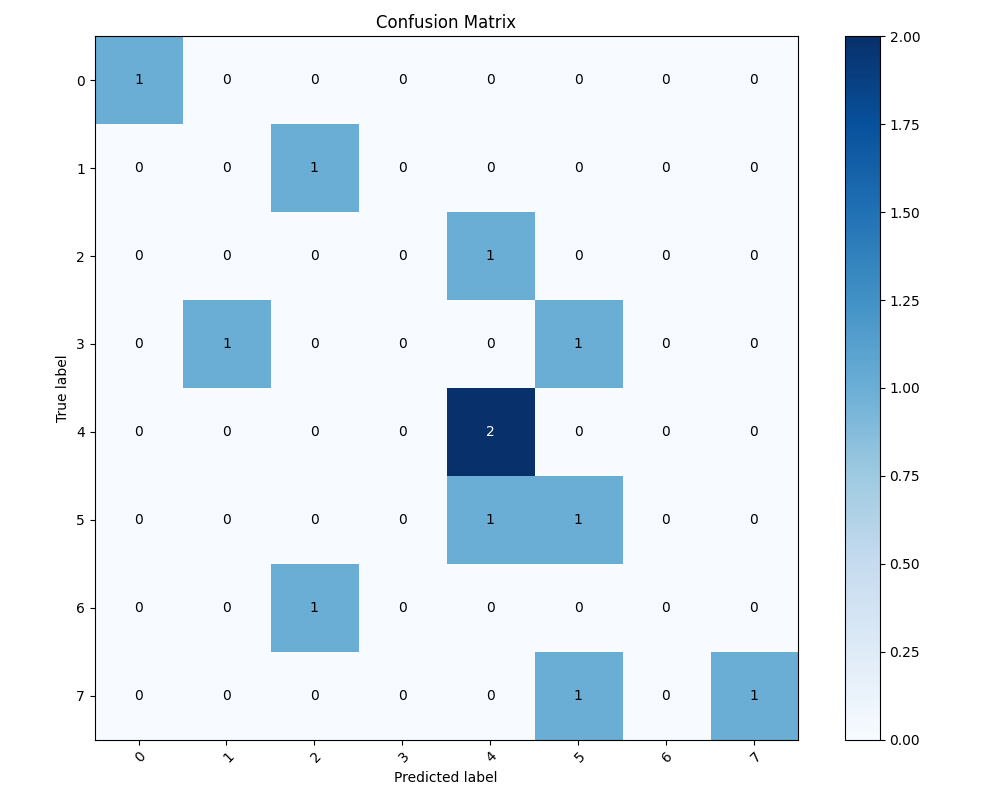 Confusion Matrix
0 1 0 0 0 0 0 0 0
1 0 0 1 0 0 0 0 0
2 0 0 0 0 1 0 0 0
3 0 1 0 0 0 1 0 0
4 0 0 0 0 2 0 0 0
5 0 0 0 0 1 1 0 0
6 0 0 1 0 0 0 0 0
7 0 0 0 0 0 1 0 1
0 1 2 3 4 5 6 7
True label
Predicted label
2.00
1.75
1.50
1.25
1.00
0.75
0.50
0.25
0.00